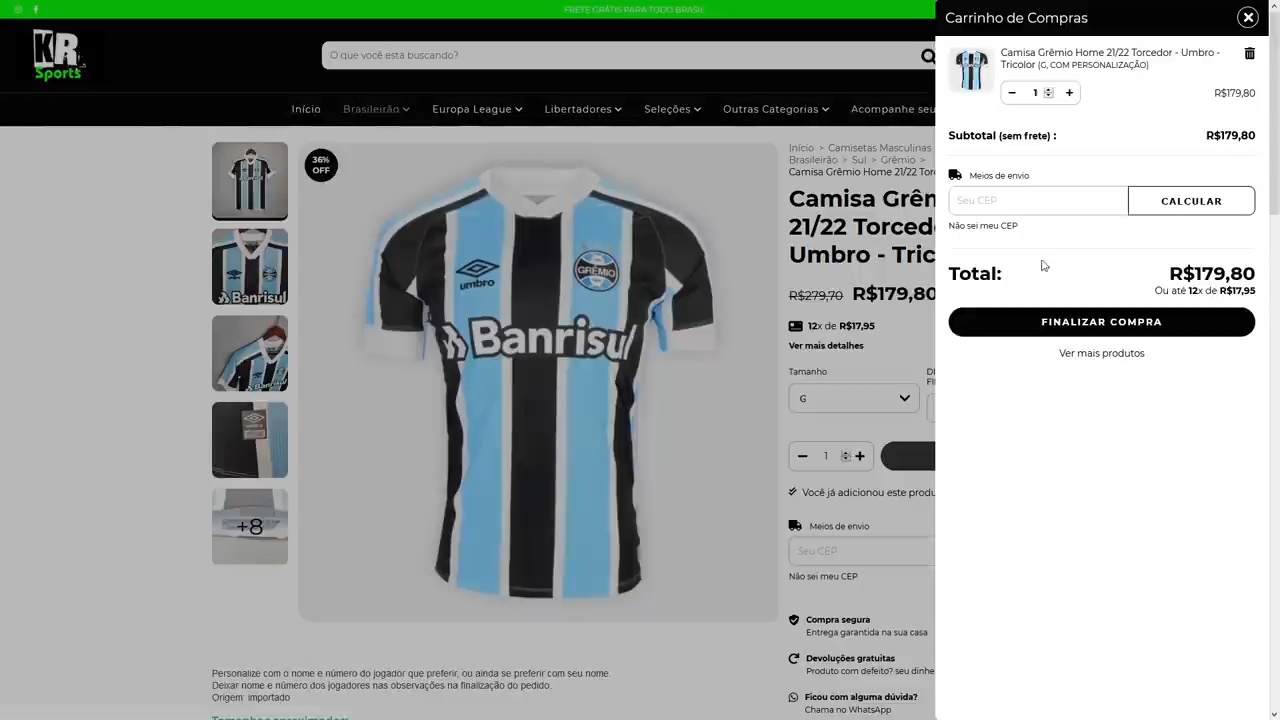 FRETE GRÁTIS PARA TODO BRASIL
KR
Sports
O que você está buscando?
Início
Brasileirão
Europa League
Libertadores
Seleções
Outras Categorias
Acompanhe seu
36%
OFF
umbro
GRÊMIO
Banrisul
Banrisul
+8
Início > Camisetas Masculinas
Brasileirão > Sul > Grêmio >
Camisa Grêmio Home 21/22 Tor
Camisa Grêm
21/22 Torcedo
Umbro - Tric
R$279,70 R$179,80
12x de R$17,95
Ver mais detalhes
Tamanho
G
1
Você já adicionou este produ
Meios de envio
Seu CEP
Não sei meu CEP
Compra segura
Entrega garantida na sua casa
Devoluções gratuitas
Produto com defeito? seu dinhe
Ficou com alguma dúvida?
Chama no WhatsApp
Personalize com o nome e número do jogador que preferir, ou ainda se preferir com seu nome.
Deixar nome e número dos jogadores nas observações na finalização do pedido.
Origem: importado
Carrinho de Compras
Camisa Grêmio Home 21/22 Torcedor - Umbro -
Tricolor (G, COM PERSONALIZAÇÃO)
1
R$179,80
Subtotal (sem frete) : R$179,80
Meios de envio
Seu CEP
CALCULAR
Não sei meu CEP
Total: R$179,80
Ou até 12x de R$17,95
FINALIZAR COMPRA
Ver mais produtos